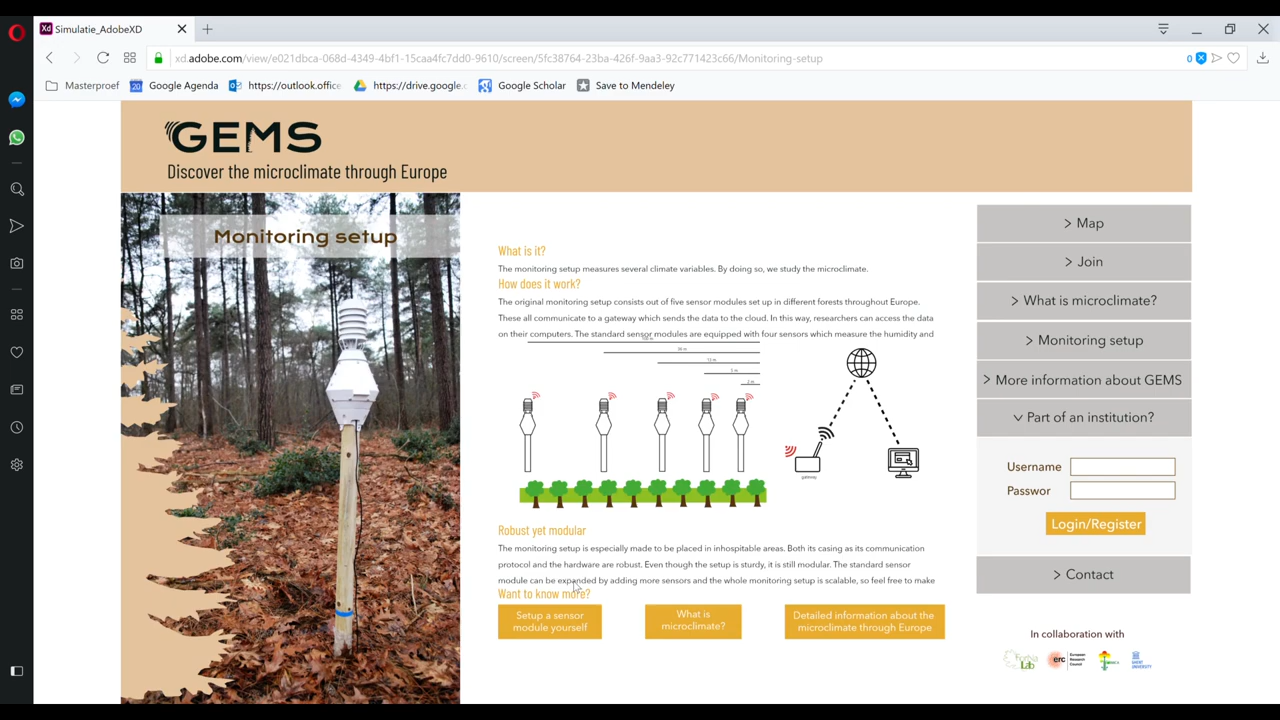 Simulatie_AdobeXD
xd.adobe.com/view/e021dbca-068d-4349-4bf1-15caa4fc7dd0-9610/screen/5fc38764-23ba-426f-9aa3-92c771423c66/Monitoring-setup
0
Masterproef
Google Agenda
https://outlook.office
https://drive.google.c
Google Scholar
Save to Mendeley
GEMS
Discover the microclimate through Europe
Monitoring setup
What is it?
The monitoring setup measures several climate variables. By doing so, we study the microclimate.
How does it work?
The original monitoring setup consists out of five sensor modules set up in different forests throughout Europe.
These all communicate to a gateway which sends the data to the cloud. In this way, researchers can access the data
on their computers. The standard sensor modules are equipped with four sensors which measure the humidity and
gateway
Robust yet modular
The monitoring setup is especially made to be placed in inhospitable areas. Both its casing as its communication
protocol and the hardware are robust. Even though the setup is sturdy, it is still modular. The standard sensor
module can be expanded by adding more sensors and the whole monitoring setup is scalable, so feel free to make
Want to know more?
Setup a sensor
module yourself
What is
microclimate?
Detailed information about the
microclimate through Europe
> Map
> Join
> What is microclimate?
> Monitoring setup
> More information about GEMS
Part of an institution?
Username
Passwor
Login/Register
> Contact
In collaboration with
Lab
erc
European
Research
Council
GHENT
UNIVERSITY